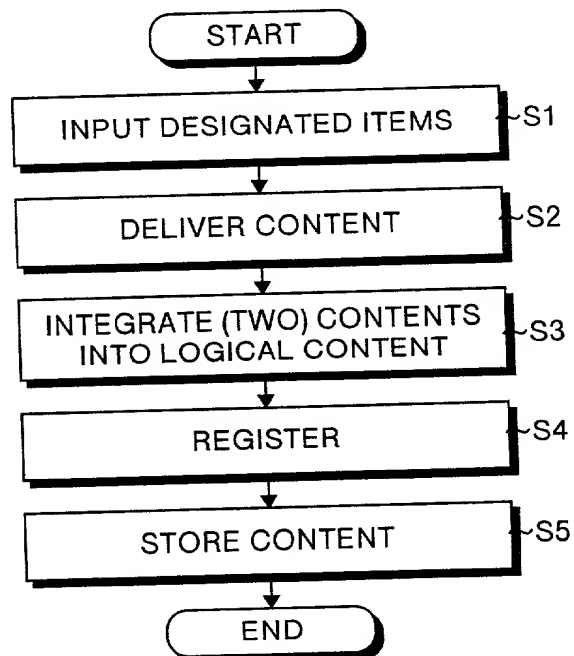 START
INPUT DESIGNATED ITEMS
S1
DELIVER CONTENT
S2
INTEGRATE (TWO) CONTENTS
INTO LOGICAL CONTENT
S3
REGISTER
S4
STORE CONTENT
S5
END